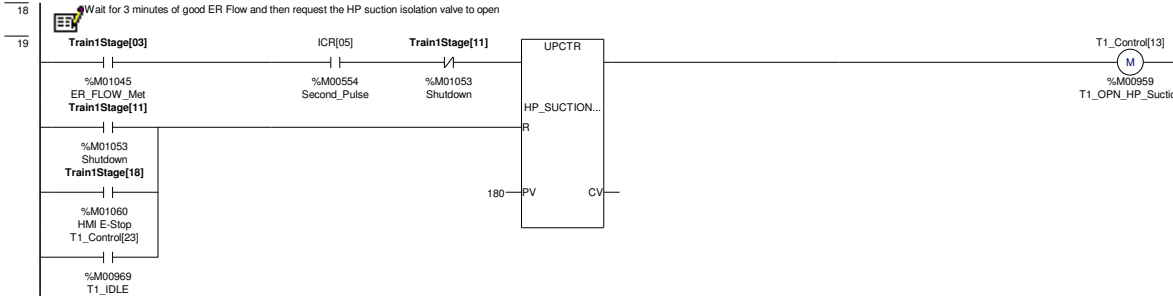 18 Wait for 3 minutes of good ER Flow and then request the HP suction isolation valve to open
19 Train1Stage[03] ICR[05] Train1Stage[11] UPCTR T1_Control[13]
M
%M01045 %M00554 %M01053 %M00959
ER_FLOW_Met Second_Pulse Shutdown T1_OPN_HP_Suctio
Train1Stage[11] HP_SUCTION...
R
%M01053
Shutdown
Train1Stage[18]
180 PV CV
%M01060
HMI E-Stop
T1_Control[23]
%M00969
T1_IDLE